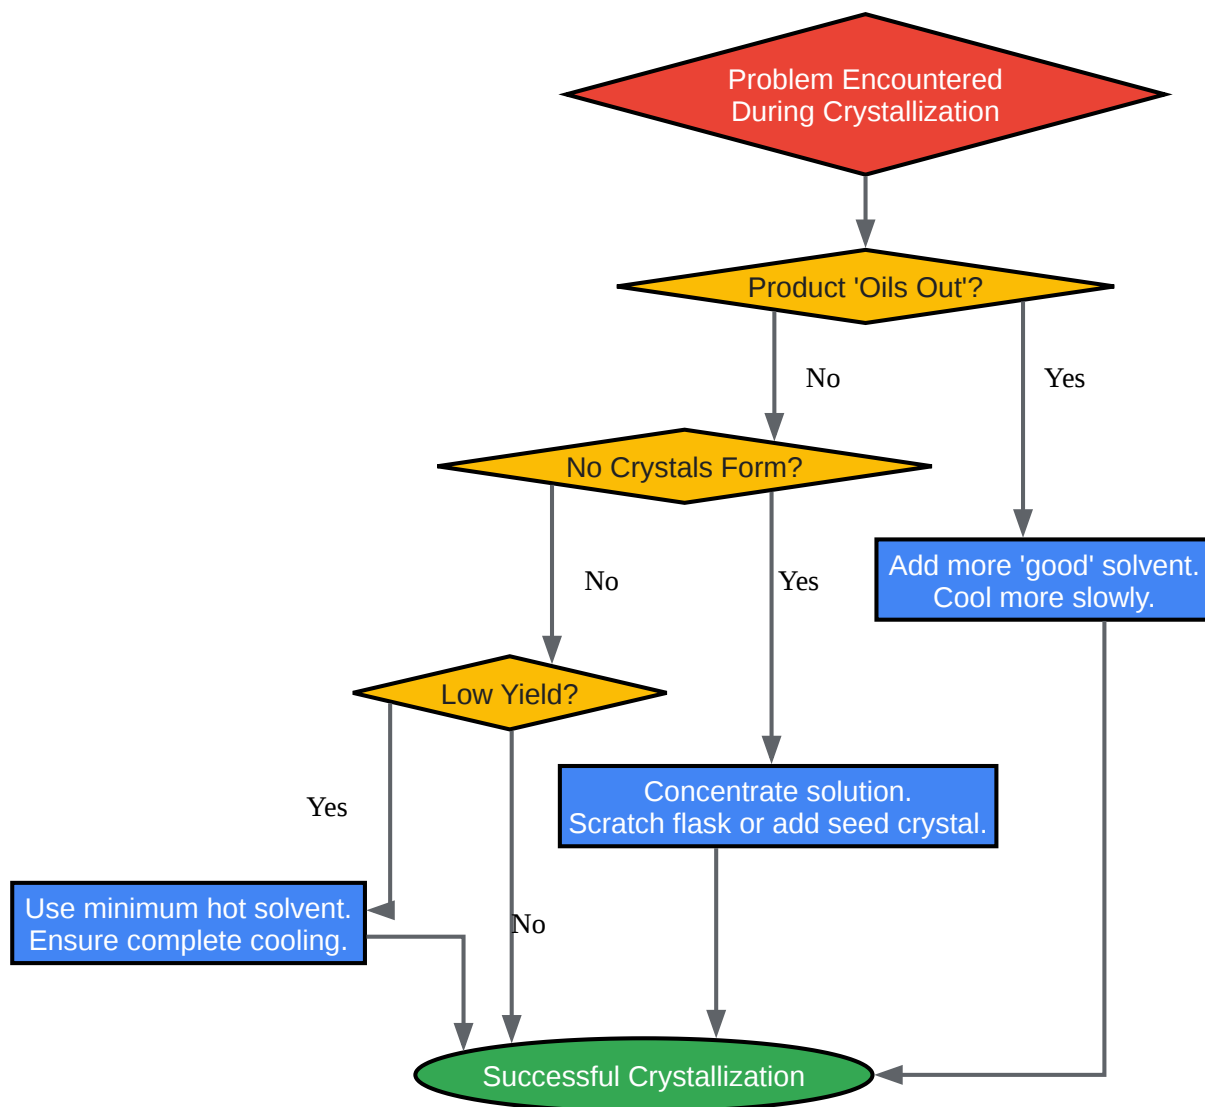 Problem Encountered
During Crystallization
Product 'Oils Out'?
No
Yes
No Crystals Form?
Add more 'good' solvent.
Cool more slowly.
No
Yes
Low Yield?
Concentrate solution.
Scratch flask or add seed crystal.
Yes
Use minimum hot solvent.
Ensure complete cooling.
No
Successful Crystallization